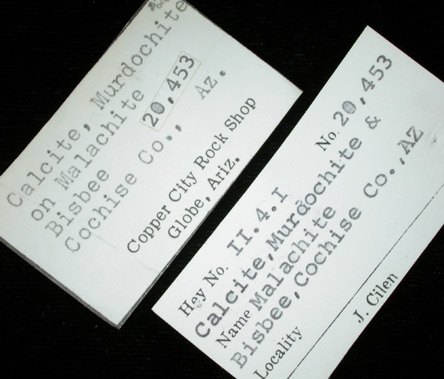 Calcite, Murdochite
on Malachite
Bisbee 20,453
Cochise Co., Az.
Copper City Rock Shop
Globe, Ariz.
Hey No. II.4.I No. 20,453
Calcite,Murdochite &
Name Malachite
Bisbee,Cochise Co.,AZ
Locality
J. Cilen